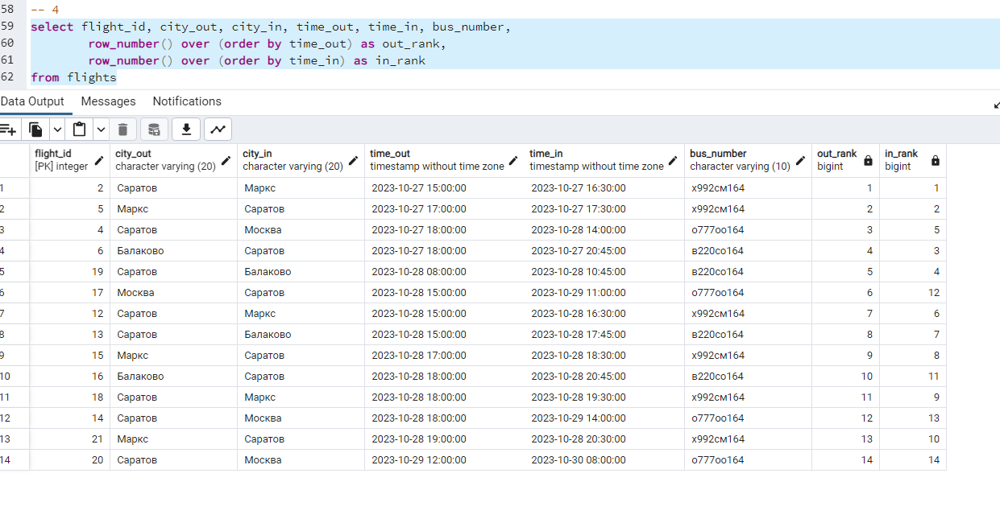 58 -- 4
59 select flight_id, city_out, city_in, time_out, time_in, bus_number,
60 row_number() over (order by time_out) as out_rank,
61 row_number() over (order by time_in) as in_rank
62 from flights
Data Output Messages Notifications
flight_id city_out city_in time_out time_in bus_number out_rank in_rank
[PK] integer character varying (20) character varying (20) timestamp without time zone timestamp without time zone character varying (10) bigint bigint
1 2 Саратов Маркс 2023-10-27 15:00:00 2023-10-27 16:30:00 х992см164 1 1
2 5 Маркс Саратов 2023-10-27 17:00:00 2023-10-27 17:30:00 х992см164 2 2
3 4 Саратов Москва 2023-10-27 18:00:00 2023-10-28 14:00:00 о777оо164 3 5
4 6 Балаково Саратов 2023-10-27 18:00:00 2023-10-27 20:45:00 в220со164 4 3
5 19 Саратов Балаково 2023-10-28 08:00:00 2023-10-28 10:45:00 в220со164 5 4
6 17 Москва Саратов 2023-10-28 15:00:00 2023-10-29 11:00:00 о777оо164 6 12
7 12 Саратов Маркс 2023-10-28 15:00:00 2023-10-28 16:30:00 х992см164 7 6
8 13 Саратов Балаково 2023-10-28 15:00:00 2023-10-28 17:45:00 в220со164 8 7
9 15 Маркс Саратов 2023-10-28 17:00:00 2023-10-28 18:30:00 х992см164 9 8
10 16 Балаково Саратов 2023-10-28 18:00:00 2023-10-28 20:45:00 в220со164 10 11
11 18 Саратов Маркс 2023-10-28 18:00:00 2023-10-28 19:30:00 х992см164 11 9
12 14 Саратов Москва 2023-10-28 18:00:00 2023-10-29 14:00:00 о777оо164 12 13
13 21 Маркс Саратов 2023-10-28 19:00:00 2023-10-28 20:30:00 х992см164 13 10
14 20 Саратов Москва 2023-10-29 12:00:00 2023-10-30 08:00:00 о777оо164 14 14